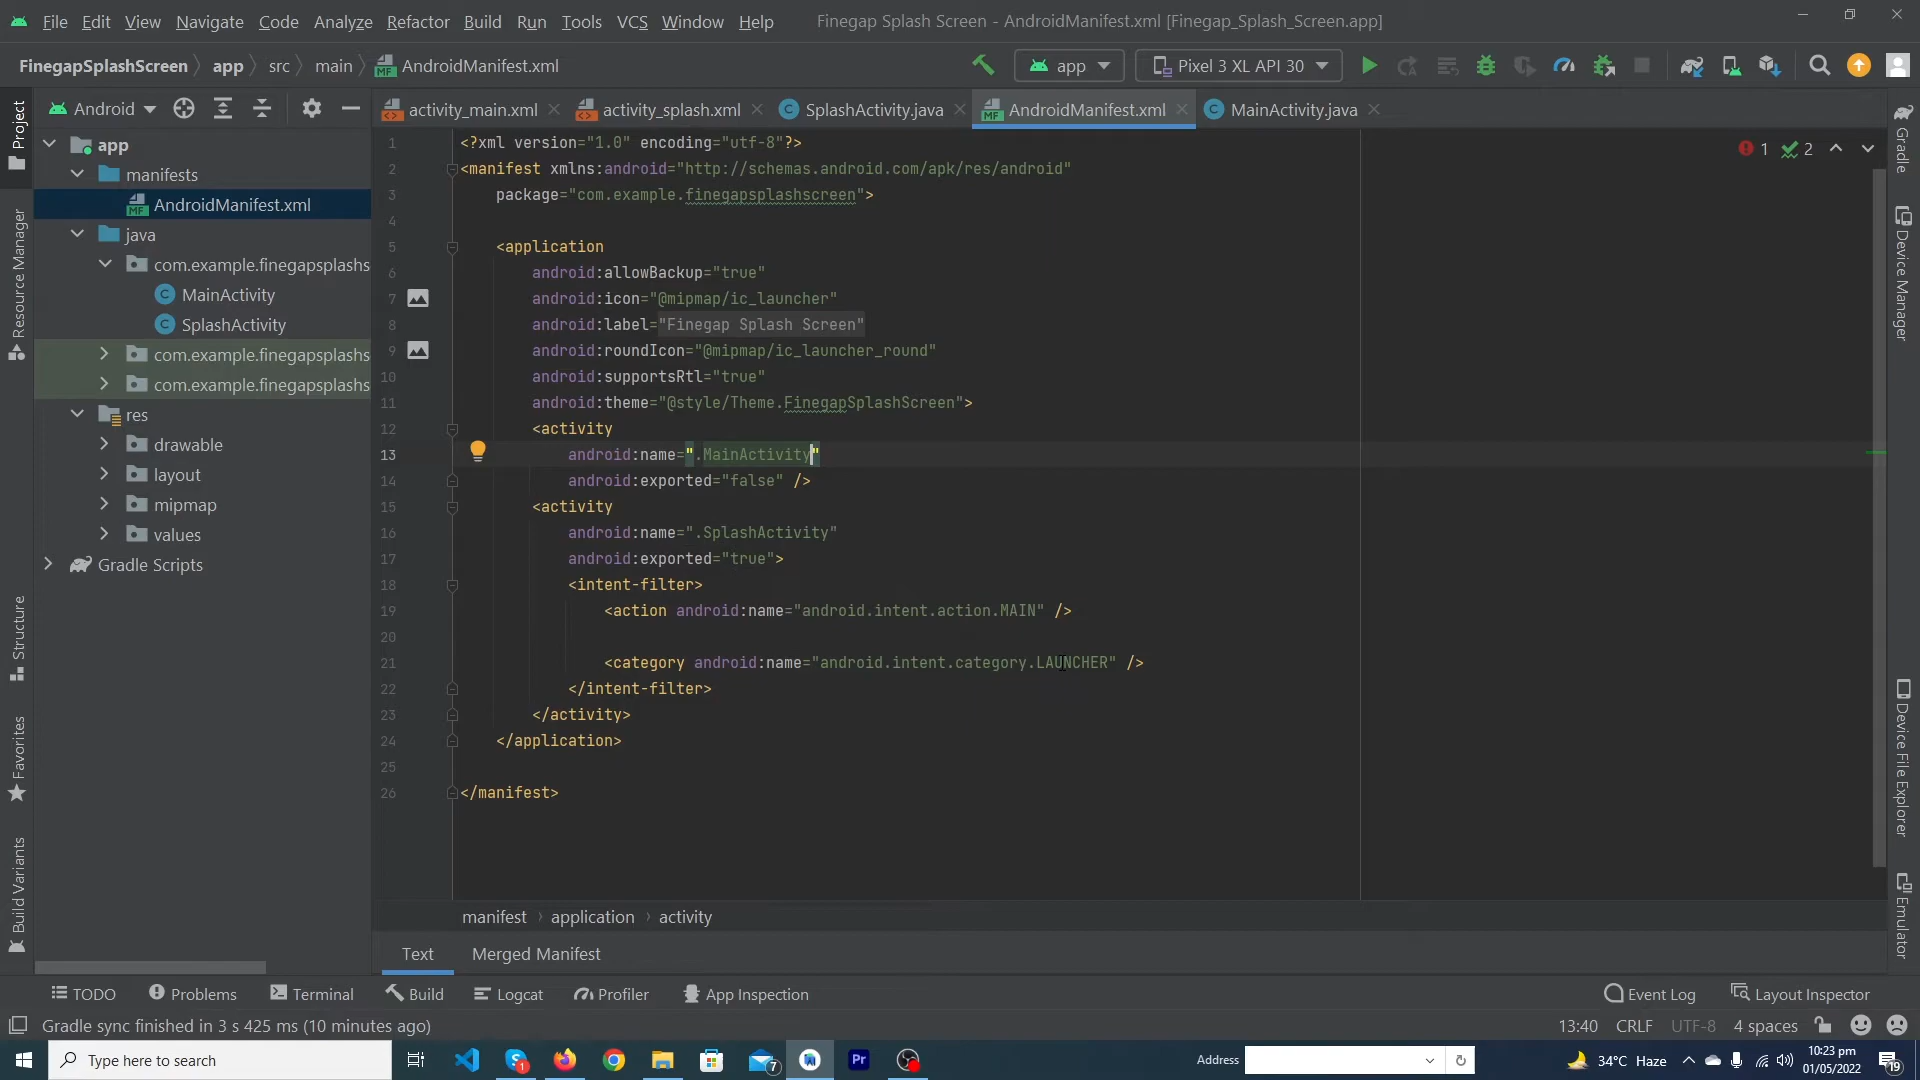 File Edit View Navigate Code Analyze Refactor Build Run Tools VCS Window Help Finegap Splash Screen - AndroidManifest.xml [Finegap_Splash_Screen.app]
FinegapSplashScreen app src main AndroidManifest.xml app Pixel 3 XL API 30
Android activity_main.xml activity_splash.xml SplashActivity.java AndroidManifest.xml MainActivity.java
Project
Resource Manager
Structure
Favorites
Build Variants
app
manifests
AndroidManifest.xml
java
com.example.finegapsplashs
MainActivity
SplashActivity
com.example.finegapsplashs
com.example.finegapsplashs
res
drawable
layout
mipmap
values
Gradle Scripts
1 <?xml version="1.0" encoding="utf-8"?>
2 <manifest xmlns:android="http://schemas.android.com/apk/res/android"
3 package="com.example.finegapsplashscreen">
4
5 <application
6 android:allowBackup="true"
7 android:icon="@mipmap/ic_launcher"
8 android:label="Finegap Splash Screen"
9 android:roundIcon="@mipmap/ic_launcher_round"
10 android:supportsRtl="true"
11 android:theme="@style/Theme.FinegapSplashScreen">
12 <activity
13 android:name=".MainActivity"
14 android:exported="false" />
15 <activity
16 android:name=".SplashActivity"
17 android:exported="true">
18 <intent-filter>
19 <action android:name="android.intent.action.MAIN" />
20
21 <category android:name="android.intent.category.LAUNCHER" />
22 </intent-filter>
23 </activity>
24 </application>
25
26 </manifest>
1 2
Gradle
Device Manager
Device File Explorer
Emulator
manifest application activity
Text Merged Manifest
TODO Problems Terminal Build Logcat Profiler App Inspection Event Log Layout Inspector
Gradle sync finished in 3 s 425 ms (10 minutes ago) 13:40 CRLF UTF-8 4 spaces
Type here to search 1 7 Pr Address 34°C Haze 10:23 pm
01/05/2022 19